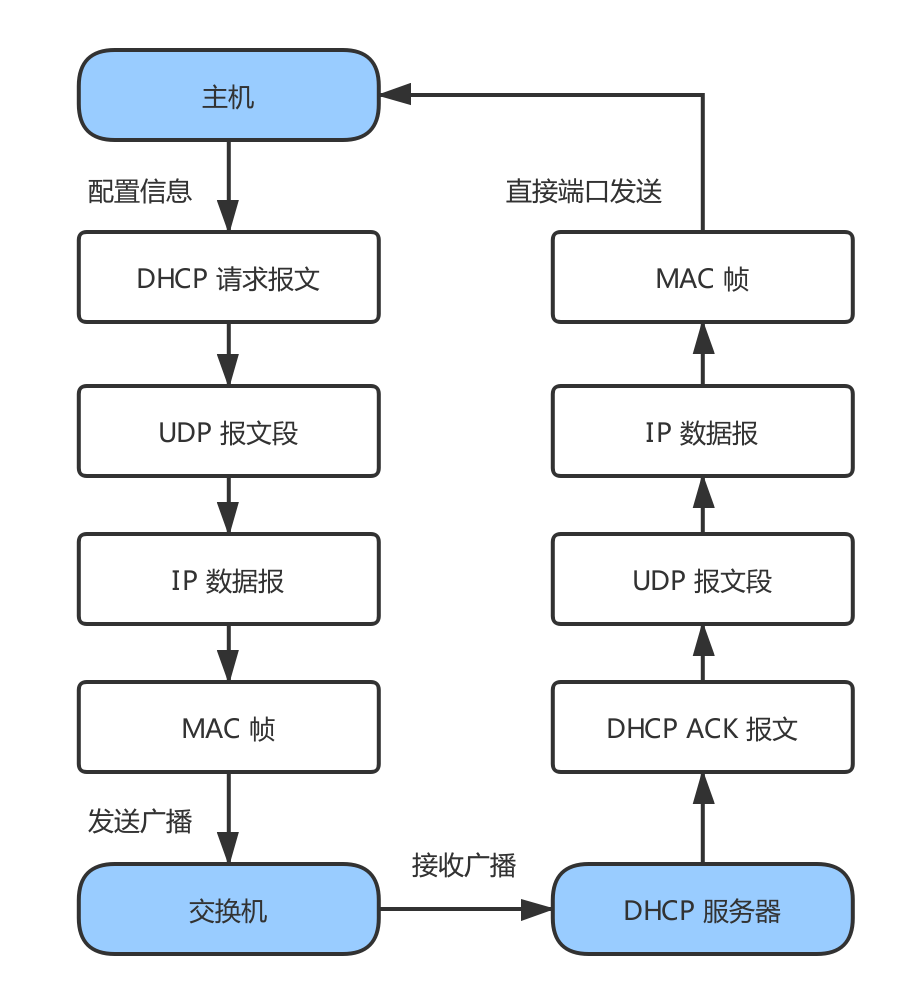 主机
配置信息
直接端口发送
DHCP 请求报文
MAC 帧
UDP 报文段
IP 数据报
IP 数据报
UDP 报文段
MAC 帧
DHCP ACK 报文
发送广播
接收广播
交换机
DHCP 服务器